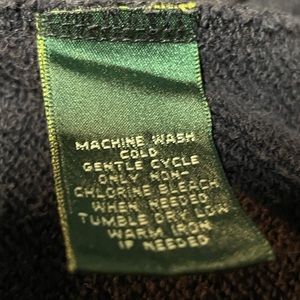 MACHINE WASH
COLD
GENTLE CYCLE
ONLY NON-
CHLORINE BLEACH
WHEN NEEDED
TUMBLE DRY LOW
WARM IRON
IF NEEDED